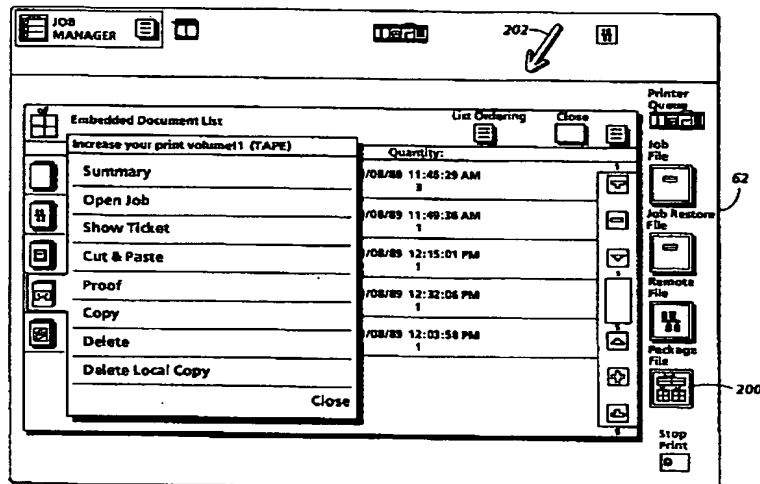 JOB
MANAGER
202
Printer
Queue
Embedded Document List
List Ordering
Close
Increase your print volume!1 (TAPE)
Quantity:
Job
File
Summary
/08/89 11:45:29 AM
3
62
Open Job
/08/89 11:49:36 AM
1
Show Ticket
Job Restore
File
Cut & Paste
/08/89 12:15:01 PM
1
Proof
Remote
File
/08/89 12:32:06 PM
1
Copy
Delete
/08/89 12:03:58 PM
1
Package
File
Delete Local Copy
200
Close
Stop
Print